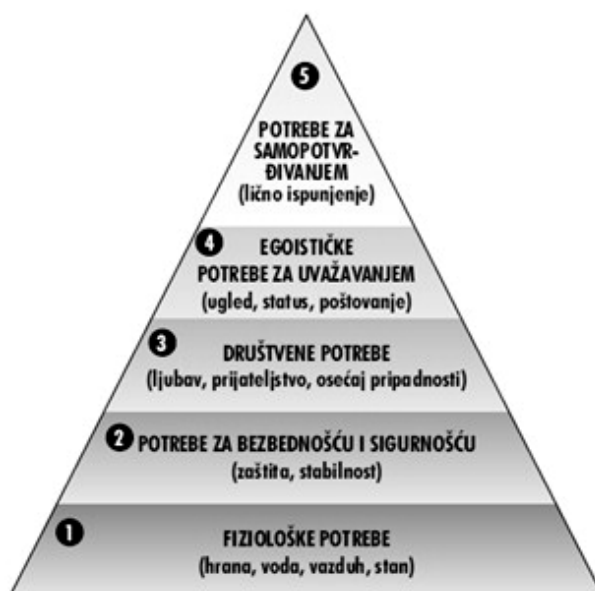 5
POTREBE ZA
SAMOPOTVR-
ĐIVANJEM
(lično ispunjenje)
4
EGOISTIČKE
POTREBE ZA UVAŽAVANJEM
(ugled, status, poštovanje)
3
DRUŠTVENE POTREBE
(ljubav, prijateljstvo, osećaj pripadnosti)
2 POTREBE ZA BEZBEDNOŠĆU I SIGURNOŠĆU
(zaštita, stabilnost)
1
FIZIOLOŠKE POTREBE
(hrana, voda, vazduh, stan)